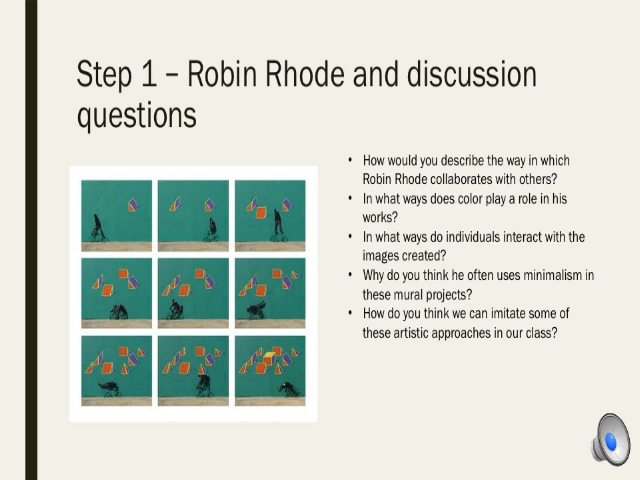 Step 1 – Robin Rhode and discussion
questions
• How would you describe the way in which
Robin Rhode collaborates with others?
• In what ways does color play a role in his
works?
• In what ways do individuals interact with the
images created?
• Why do you think he often uses minimalism in
these mural projects?
• How do you think we can imitate some of
these artistic approaches in our class?